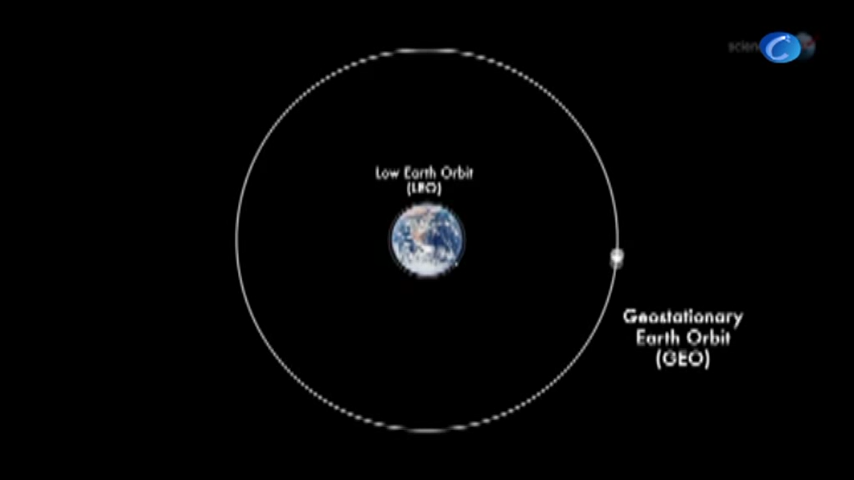 Low Earth Orbit
(LEO)
Geostationary
Earth Orbit
(GEO)